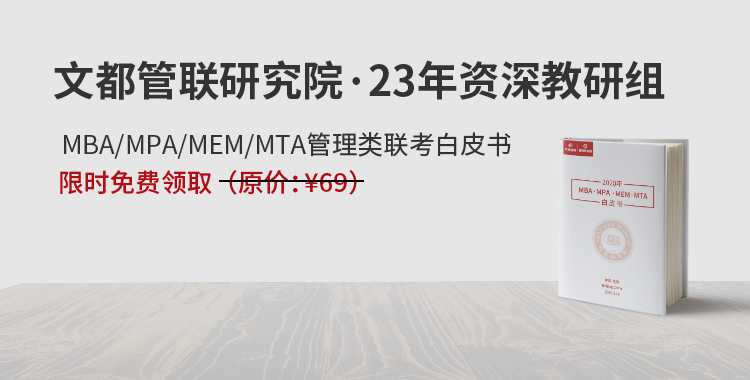 文都管联研究院·23年资深教研组
MBA/MPA/MEM/MTA管理类联考白皮书
限时免费领取（原价：¥69）
2020年
MBA·MPA·MEM·MTA
白皮书